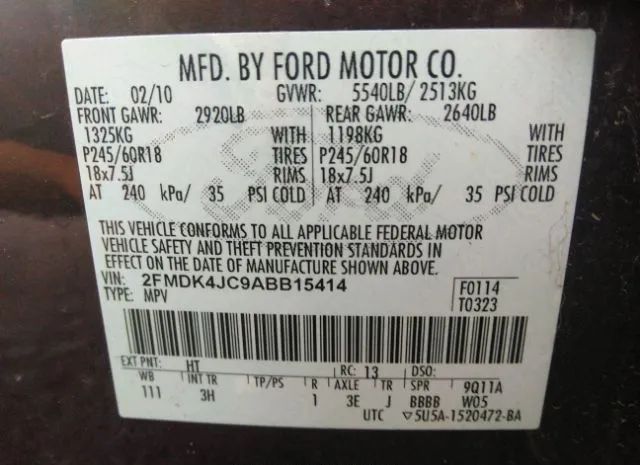 MFD. BY FORD MOTOR CO.
DATE: 02/10 GVWR: 5540LB/ 2513KG
FRONT GAWR: 2920LB REAR GAWR: 2640LB
1325KG WITH 1198KG WITH
P245/60R18 TIRES P245/60R18 TIRES
18x7.5J RIMS 18x7.5J RIMS
AT 240 kPa/ 35 PSI COLD AT 240 kPa/ 35 PSI COLD
Ford
THIS VEHICLE CONFORMS TO ALL APPLICABLE FEDERAL MOTOR
VEHICLE SAFETY AND THEFT PREVENTION STANDARDS IN
EFFECT ON THE DATE OF MANUFACTURE SHOWN ABOVE.
VIN: 2FMDK4JC9ABB15414 F0114
TYPE: MPV T0323
EXT PNT: HT RC: 13 DSO:
WB INT TR TP/PS R AXLE TR SPR 9Q11A
111 3H 1 3E J BBBB W05
UTC ▽5U5A-1520472-BA